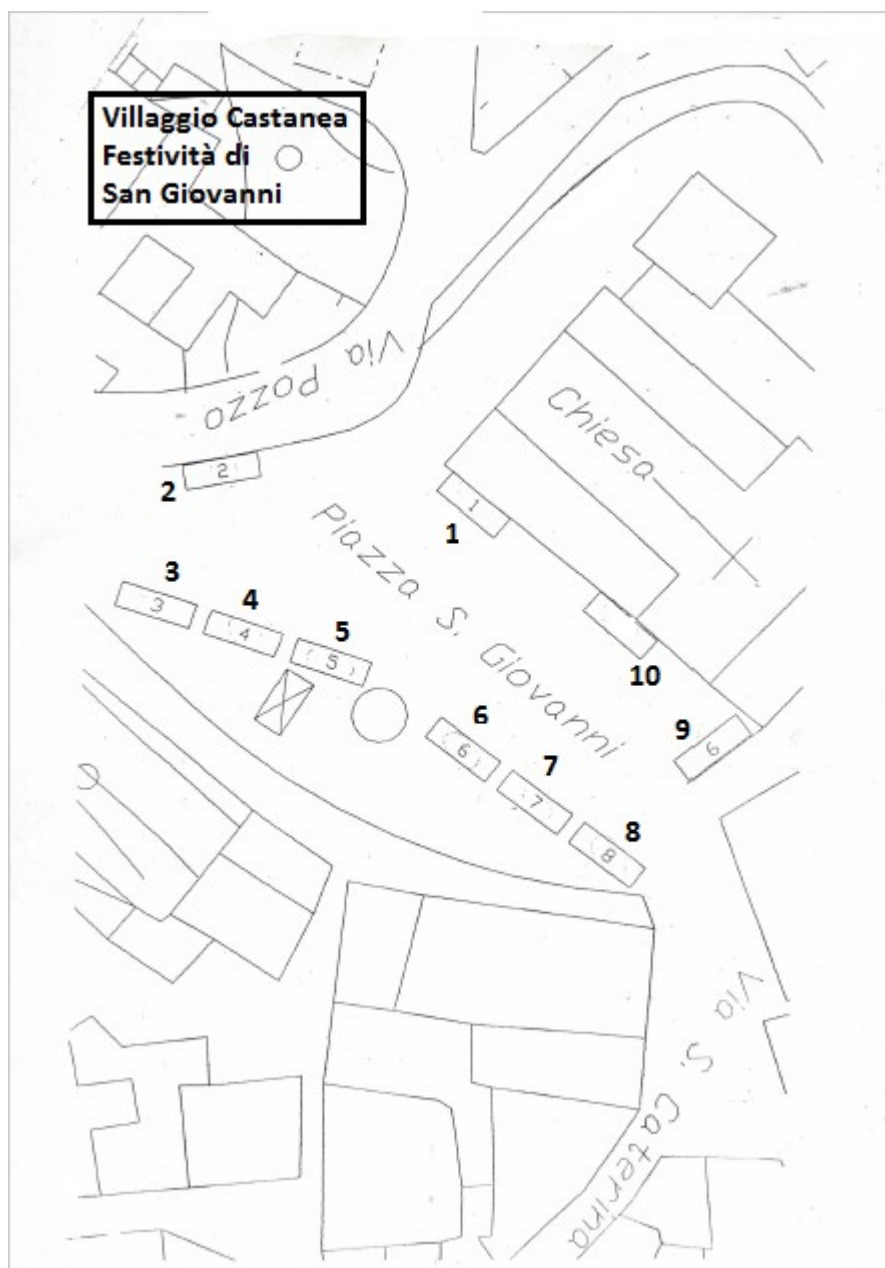 Villaggio Castanea
Festività di
San Giovanni
Via Pozzo
Chiesa
2
2
1
1
Piazza S. Giovanni
3
3
4
4
5
5
6
6
7
7
8
8
9
6
10
Via S. Caterina